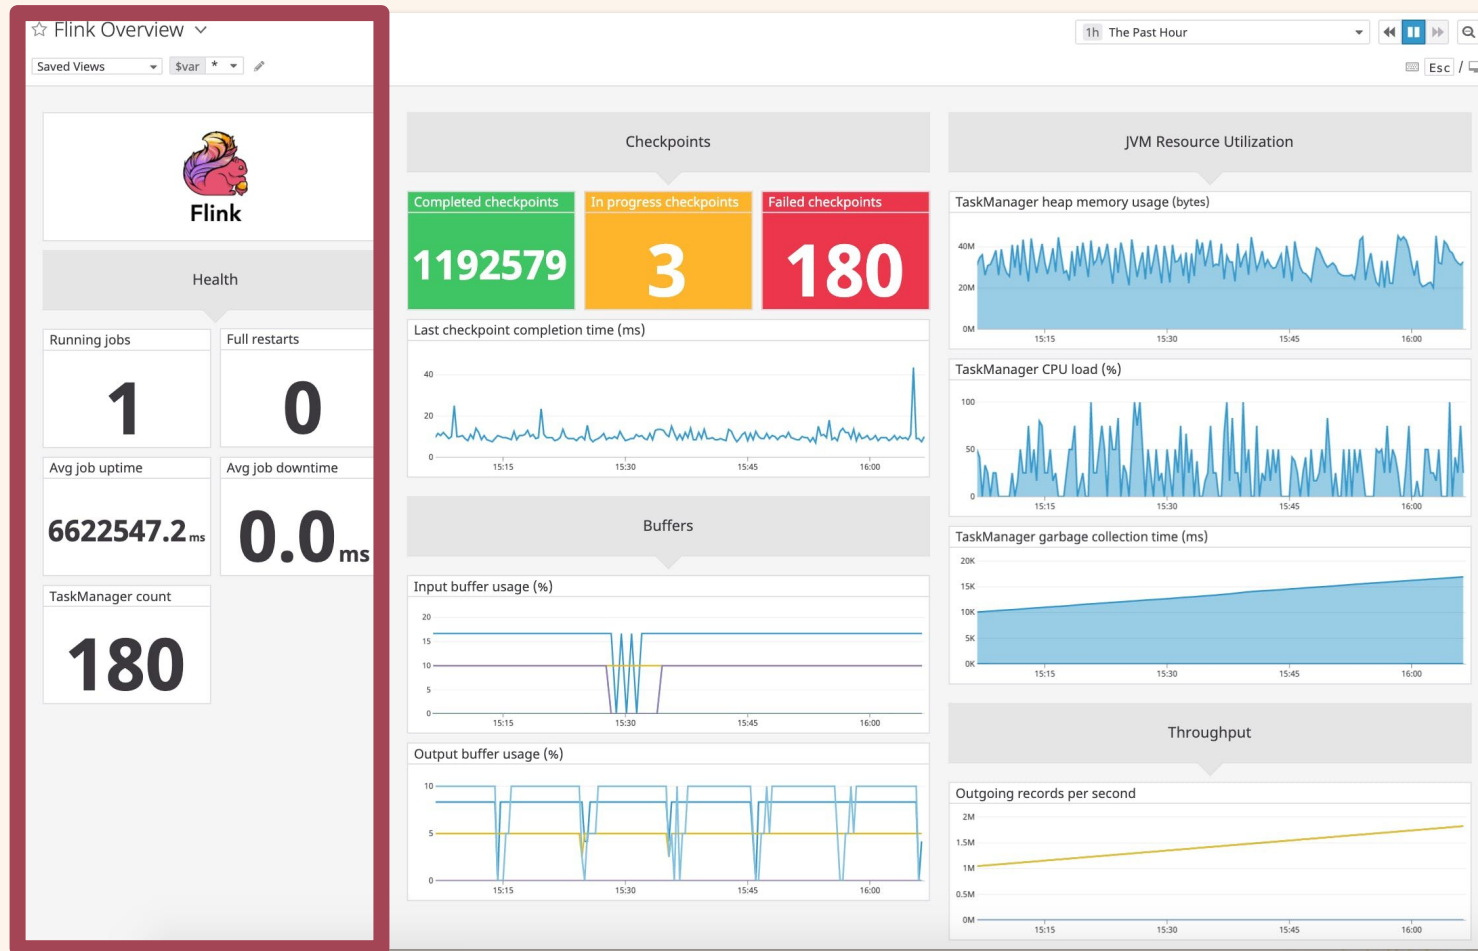 Flink Overview
Saved Views
$var *
1h The Past Hour
Esc /
Flink
Health
Running jobs
1
Full restarts
0
Avg job uptime
6622547.2 ms
Avg job downtime
0.0 ms
TaskManager count
180
Checkpoints
Completed checkpoints
1192579
In progress checkpoints
3
Failed checkpoints
180
Last checkpoint completion time (ms)
40
20
0
15:15 15:30 15:45 16:00
Buffers
Input buffer usage (%)
20
15
10
5
0
15:15 15:30 15:45 16:00
Output buffer usage (%)
10
5
0
15:15 15:30 15:45 16:00
JVM Resource Utilization
TaskManager heap memory usage (bytes)
40M
20M
0M
15:15 15:30 15:45 16:00
TaskManager CPU load (%)
100
50
0
15:15 15:30 15:45 16:00
TaskManager garbage collection time (ms)
20K
15K
10K
5K
0K
15:15 15:30 15:45 16:00
Throughput
Outgoing records per second
2M
1.5M
1M
0.5M
0M
15:15 15:30 15:45 16:00